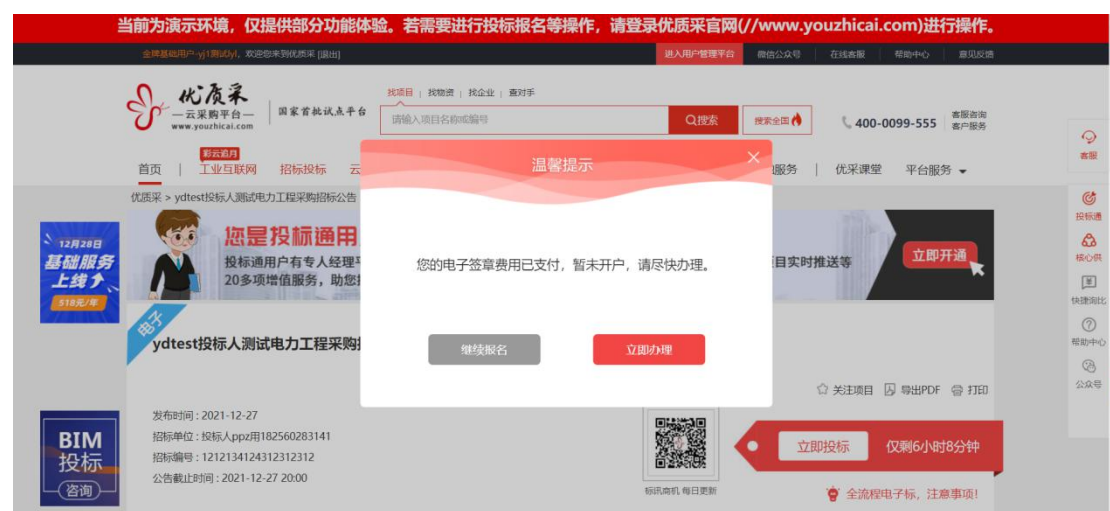 当前为演示环境，仅提供部分功能体验。若需要进行投标报名等操作，请登录优质采官网(//www.youzhicai.com)进行操作。
欢迎您来到优质采 [退出]
进入用户管理平台 微信公众号 在线客服 帮助中心 意见反馈
优质采
云采购平台
www.youzhicai.com
国家首批试点平台
找项目 | 找物资 | 找企业 | 查对手
请输入项目名称或编号
搜索
搜索全国
400-0099-555
客服咨询
客户服务
彩云追月
首页 | 工业互联网 招标投标 云
服务 | 优采课堂 平台服务
优质采 > ydtest投标人测试电力工程采购招标公告
温馨提示
您的电子签章费用已支付，暂未开户，请尽快办理。
继续报名
立即办理
12月28日
基础服务
上线了
518元/年
您是投标通用
投标通用户有专人经理
20多项增值服务，助您
目实时推送等
立即开通
电子
ydtest投标人测试电力工程采购
关注项目 导出PDF 打印
发布时间 : 2021-12-27
招标单位 : 投标人ppz用182560283141
招标编号 : 1212134124312312312
公告截止时间 : 2021-12-27 20:00
标讯商机 每日更新
立即投标 仅剩6小时8分钟
全流程电子标，注意事项!
BIM
投标
咨询
客服
投标通
核心供
快捷询比
帮助中心
公众号